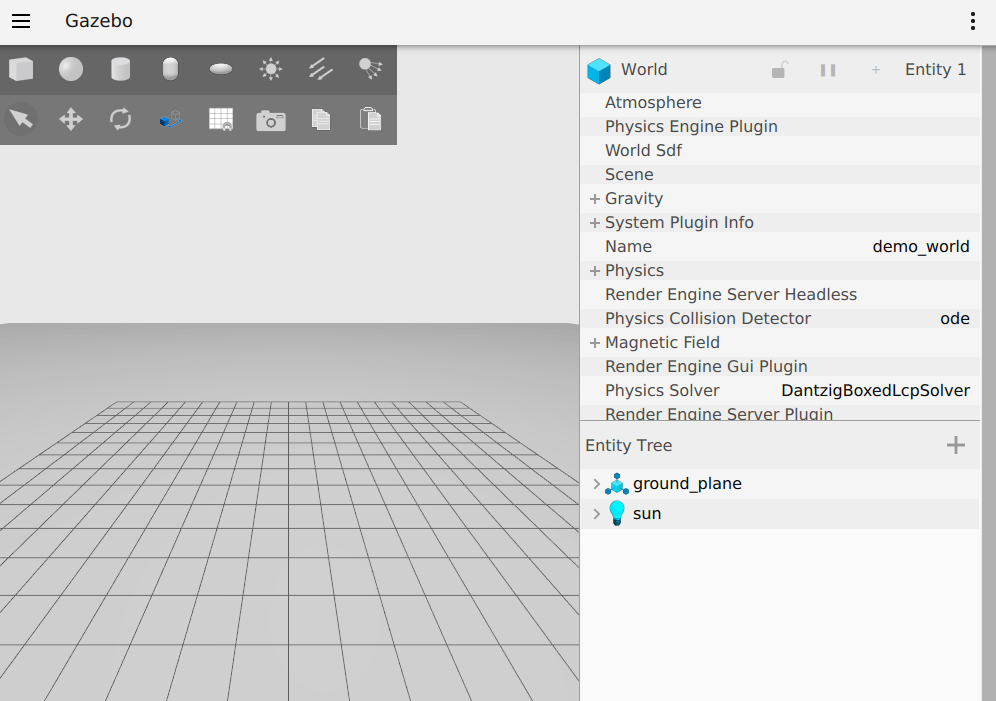 Gazebo
World Entity 1
Atmosphere
Physics Engine Plugin
World Sdf
Scene
Gravity
System Plugin Info
Name demo_world
Physics
Render Engine Server Headless
Physics Collision Detector ode
Magnetic Field
Render Engine Gui Plugin
Physics Solver DantzigBoxedLcpSolver
Render Engine Server Plugin
Entity Tree
ground_plane
sun